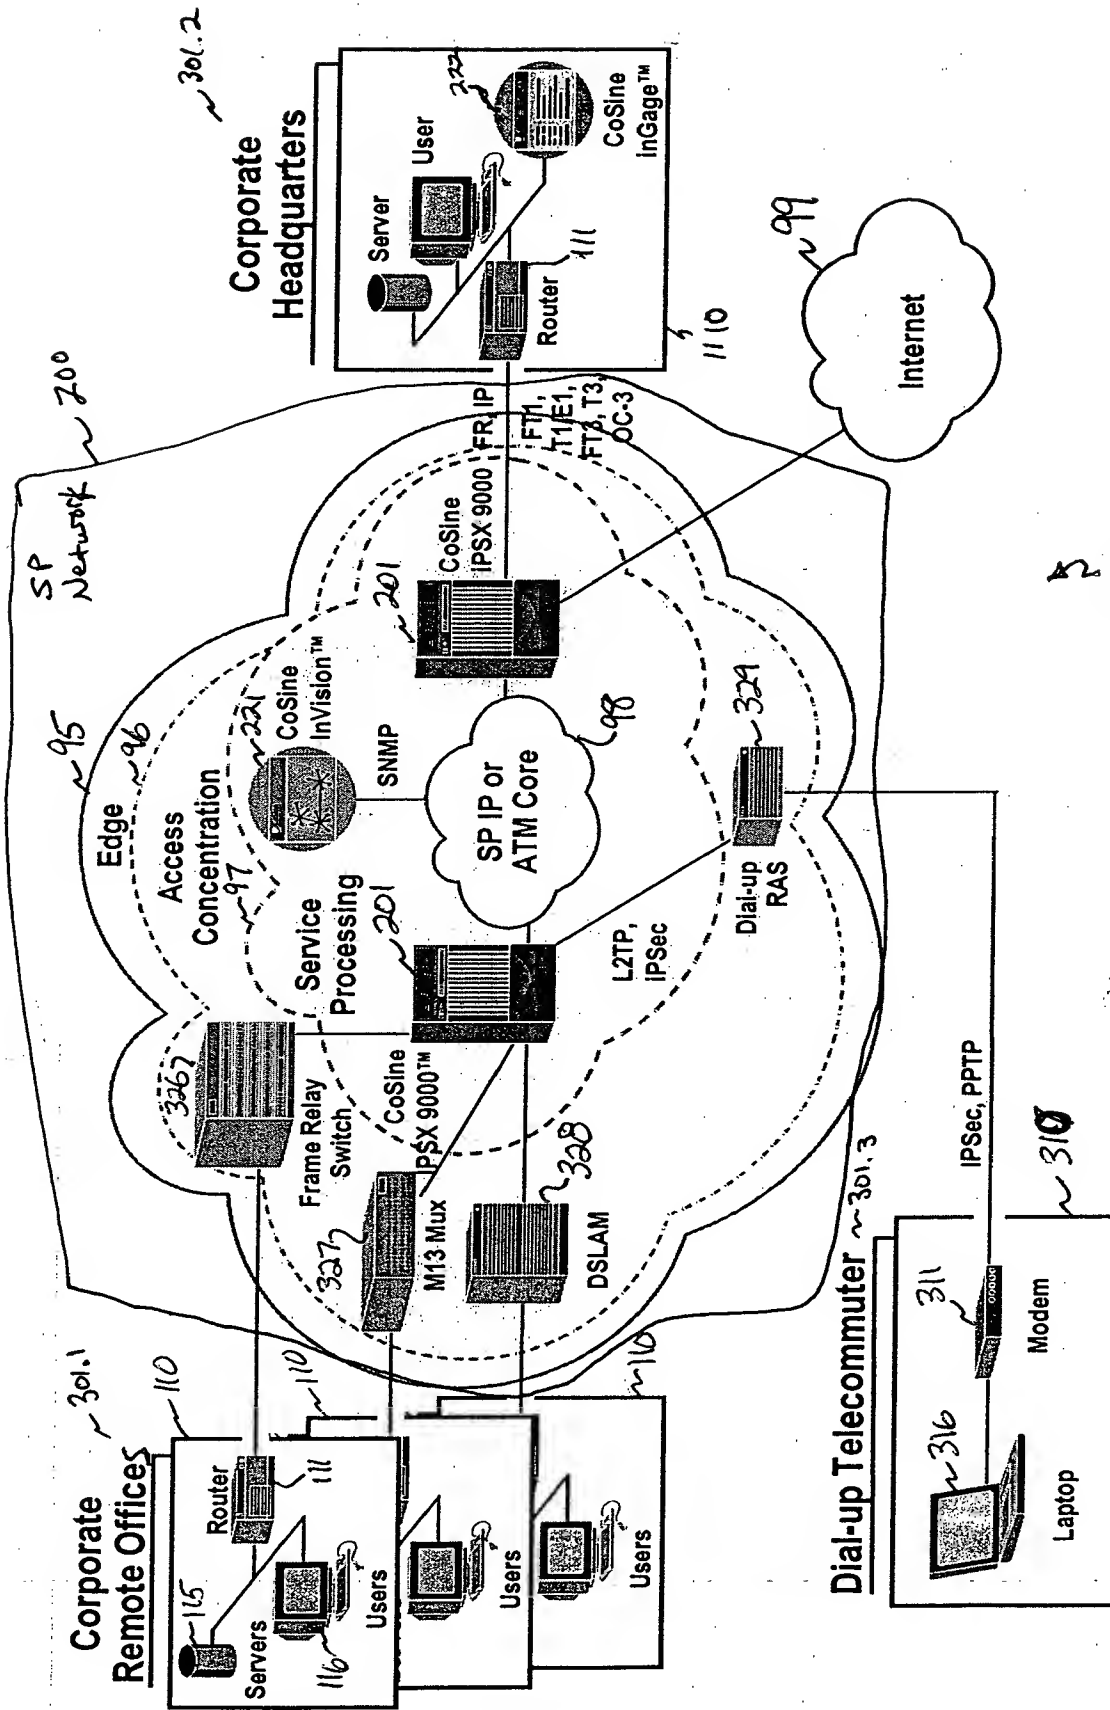 Corporate
Remote Offices
301.1
110
Router
111
115
Servers
116
Users
110
Users
110
Users
SP
Network
200
95
Edge
96
Access
Concentration
97
Service
Processing
201
326
Frame Relay
Switch
327
M13 Mux
CoSine
IPSX 9000™
328
DSLAM
221
CoSine
InVision™
SNMP
SP IP or
ATM Core
98
201
CoSine
IPSX 9000
L2TP,
IPSec
329
Dial-up
RAS
FR, IP
FT1,
T1/E1,
FT3, T3,
OC-3
Corporate
Headquarters
301.2
Server
User
222
CoSine
inGage™
Router
111
1110
Internet
99
Dial-up Telecommuter
301.3
310
IPSec, PPTP
311
Modem
316
Laptop